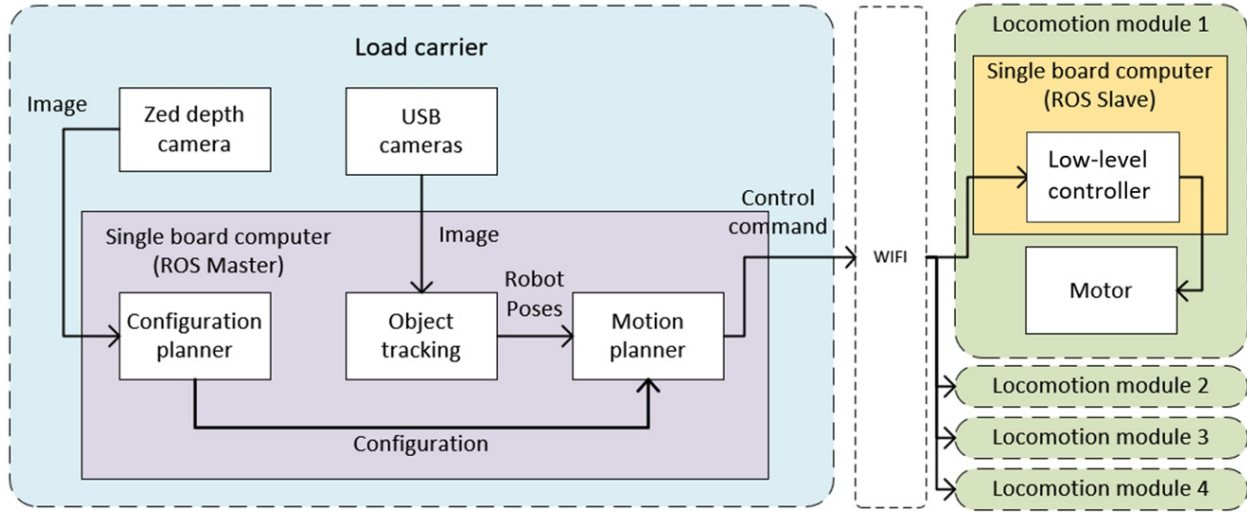 Load carrier
Image
Zed depth
camera
USB
cameras
Single board computer
(ROS Master)
Image
Configuration
planner
Object
tracking
Robot
Poses
Motion
planner
Configuration
Control
command
WIFI
Locomotion module 1
Single board computer
(ROS Slave)
Low-level
controller
Motor
Locomotion module 2
Locomotion module 3
Locomotion module 4